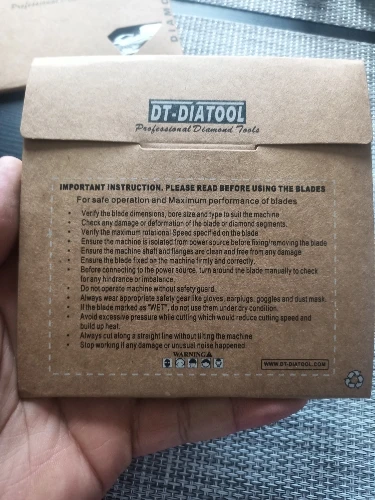 Professional
DIAM
DT-DIATOOL
Professional Diamond Tools
IMPORTANT INSTRUCTION, PLEASE READ BEFORE USING THE BLADES
For safe operation and Maximum performance of blades
• Verify the blade dimensions, bore size and type to suit the machine
• Check any damage or deformation of the blade or diamond segments.
• Verify the maximum rotational Speed specified on the blade
• Ensure the machine is isolated from power source before fixing/removing the blade
• Ensure the machine shaft and flanges are clean and free from any damage
• Ensure the blade fixed on the machine firmly and correctly.
• Before connecting to the power source, turn around the blade manually to check
for any hindrance or imbalance.
• Do not operate machine without safety guard.
• Always wear appropriate safety gear like gloves, earplugs, goggles and dust mask.
• If the blade marked as "WET", do not use them under dry condition.
• Avoid excessive pressure while cutting which would reduce cutting speed and
build up heat.
• Always cut along a straight line without tilting the machine
• Stop working if any damage or unusual noise happened
WARNING
WWW.DT-DIATOOL.COM